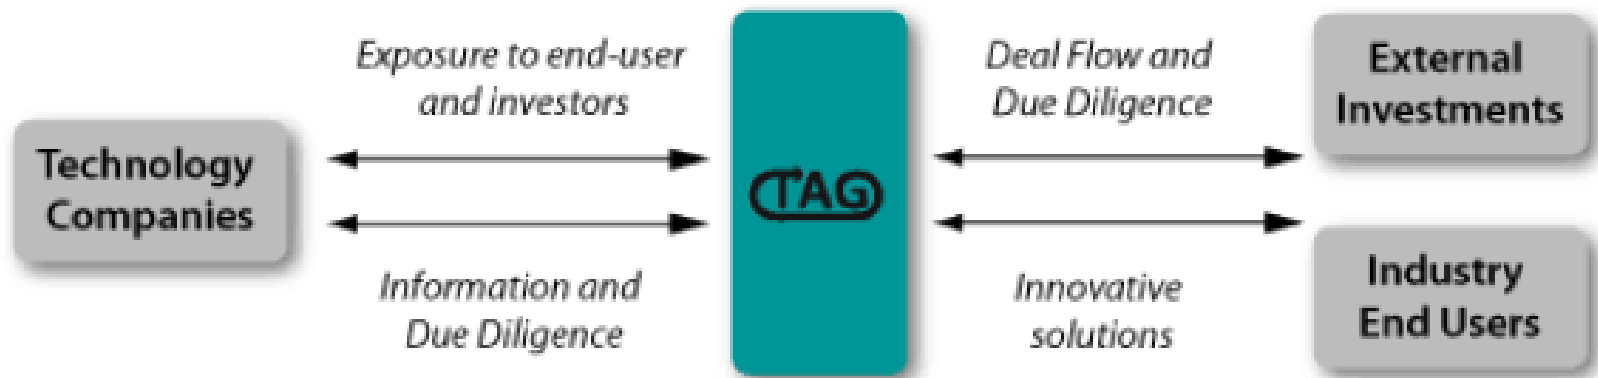 Exposure to end-user
and investors
Technology
Companies
Information and
Due Diligence
TAG
Deal Flow and
Due Diligence
Innovative
solutions
External
Investments
Industry
End Users